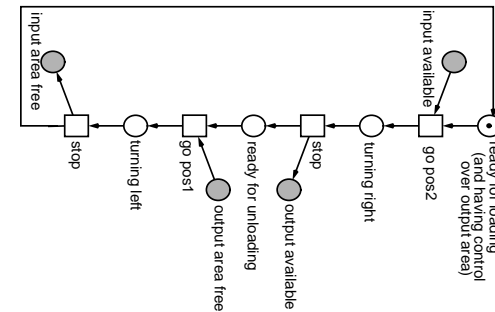 ready for loading
(and having control
over output area)
input available
go pos2
turning right
stop
output available
ready for unloading
output area free
go pos1
turning left
stop
input area free